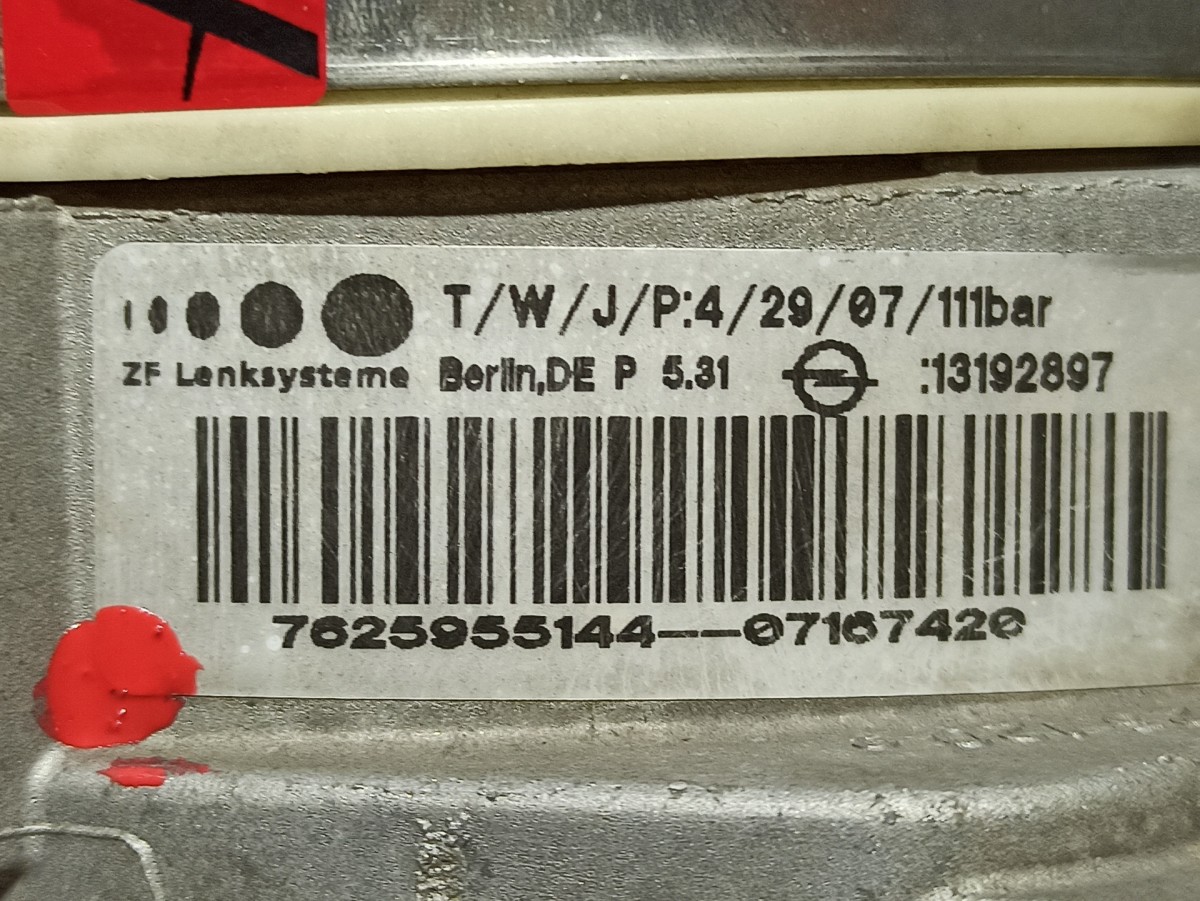 T/W/J/P:4/29/07/111bar
ZF Lenksysteme Berlin,DE P 5.31 :13192897
7625955144--07167420